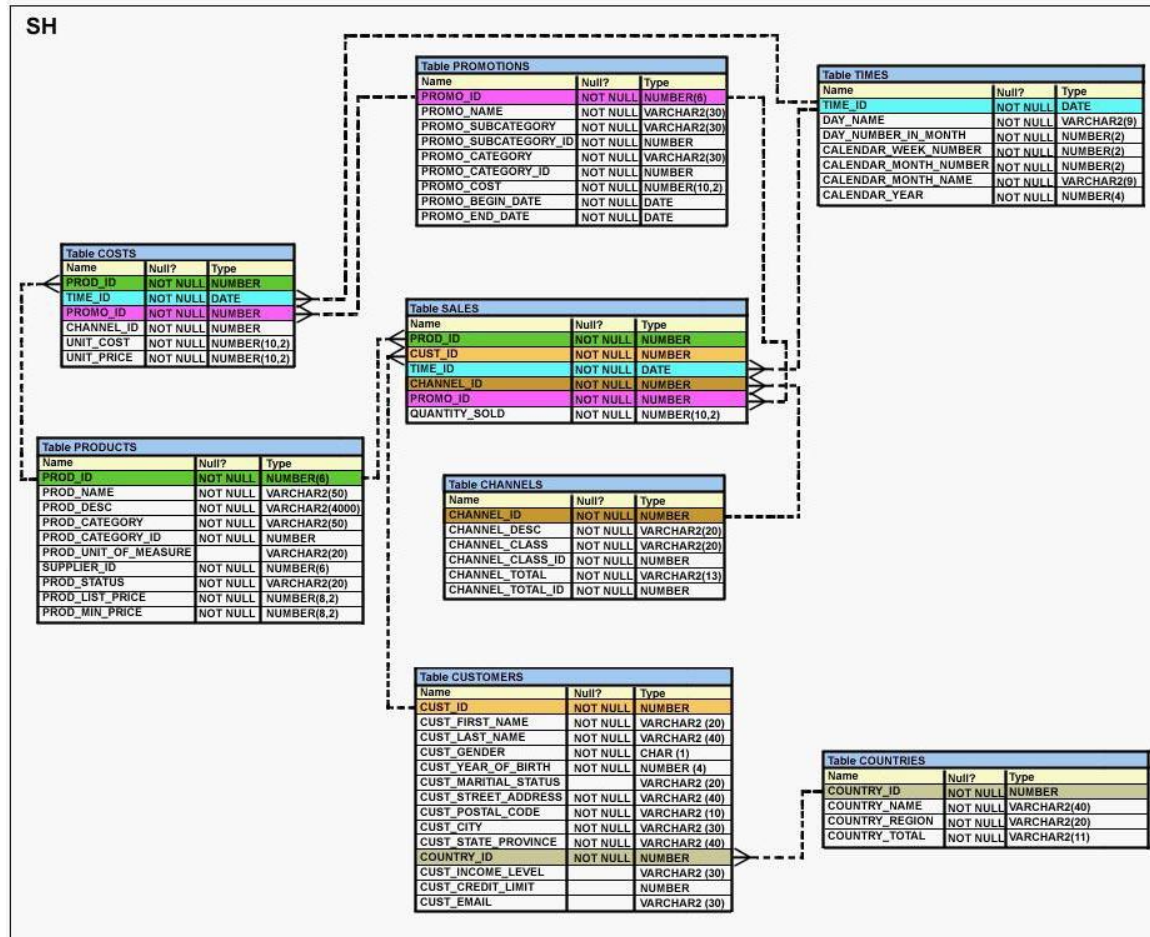 SH
Table PROMOTIONS
Name Null? Type
PROMO_ID NOT NULL NUMBER(6)
PROMO_NAME NOT NULL VARCHAR2(30)
PROMO_SUBCATEGORY NOT NULL VARCHAR2(30)
PROMO_SUBCATEGORY_ID NOT NULL NUMBER
PROMO_CATEGORY NOT NULL VARCHAR2(30)
PROMO_CATEGORY_ID NOT NULL NUMBER
PROMO_COST NOT NULL NUMBER(10,2)
PROMO_BEGIN_DATE NOT NULL DATE
PROMO_END_DATE NOT NULL DATE
Table TIMES
Name Null? Type
TIME_ID NOT NULL DATE
DAY_NAME NOT NULL VARCHAR2(9)
DAY_NUMBER_IN_MONTH NOT NULL NUMBER(2)
CALENDAR_WEEK_NUMBER NOT NULL NUMBER(2)
CALENDAR_MONTH_NUMBER NOT NULL NUMBER(2)
CALENDAR_MONTH_NAME NOT NULL VARCHAR2(9)
CALENDAR_YEAR NOT NULL NUMBER(4)
Table COSTS
Name Null? Type
PROD_ID NOT NULL NUMBER
TIME_ID NOT NULL DATE
PROMO_ID NOT NULL NUMBER
CHANNEL_ID NOT NULL NUMBER
UNIT_COST NOT NULL NUMBER(10,2)
UNIT_PRICE NOT NULL NUMBER(10,2)
Table SALES
Name Null? Type
PROD_ID NOT NULL NUMBER
CUST_ID NOT NULL NUMBER
TIME_ID NOT NULL DATE
CHANNEL_ID NOT NULL NUMBER
PROMO_ID NOT NULL NUMBER
QUANTITY_SOLD NOT NULL NUMBER(10,2)
Table PRODUCTS
Name Null? Type
PROD_ID NOT NULL NUMBER(6)
PROD_NAME NOT NULL VARCHAR2(50)
PROD_DESC NOT NULL VARCHAR2(4000)
PROD_CATEGORY NOT NULL VARCHAR2(50)
PROD_CATEGORY_ID NOT NULL NUMBER
PROD_UNIT_OF_MEASURE VARCHAR2(20)
SUPPLIER_ID NOT NULL NUMBER(6)
PROD_STATUS NOT NULL VARCHAR2(20)
PROD_LIST_PRICE NOT NULL NUMBER(8,2)
PROD_MIN_PRICE NOT NULL NUMBER(8,2)
Table CHANNELS
Name Null? Type
CHANNEL_ID NOT NULL NUMBER
CHANNEL_DESC NOT NULL VARCHAR2(20)
CHANNEL_CLASS NOT NULL VARCHAR2(20)
CHANNEL_CLASS_ID NOT NULL NUMBER
CHANNEL_TOTAL NOT NULL VARCHAR2(13)
CHANNEL_TOTAL_ID NOT NULL NUMBER
Table CUSTOMERS
Name Null? Type
CUST_ID NOT NULL NUMBER
CUST_FIRST_NAME NOT NULL VARCHAR2 (20)
CUST_LAST_NAME NOT NULL VARCHAR2 (40)
CUST_GENDER NOT NULL CHAR (1)
CUST_YEAR_OF_BIRTH NOT NULL NUMBER (4)
CUST_MARITIAL_STATUS VARCHAR2 (20)
CUST_STREET_ADDRESS NOT NULL VARCHAR2 (40)
CUST_POSTAL_CODE NOT NULL VARCHAR2 (10)
CUST_CITY NOT NULL VARCHAR2 (30)
CUST_STATE_PROVINCE NOT NULL VARCHAR2 (40)
COUNTRY_ID NOT NULL NUMBER
CUST_INCOME_LEVEL VARCHAR2 (30)
CUST_CREDIT_LIMIT NUMBER
CUST_EMAIL VARCHAR2 (30)
Table COUNTRIES
Name Null? Type
COUNTRY_ID NOT NULL NUMBER
COUNTRY_NAME NOT NULL VARCHAR2(40)
COUNTRY_REGION NOT NULL VARCHAR2(20)
COUNTRY_TOTAL NOT NULL VARCHAR2(11)